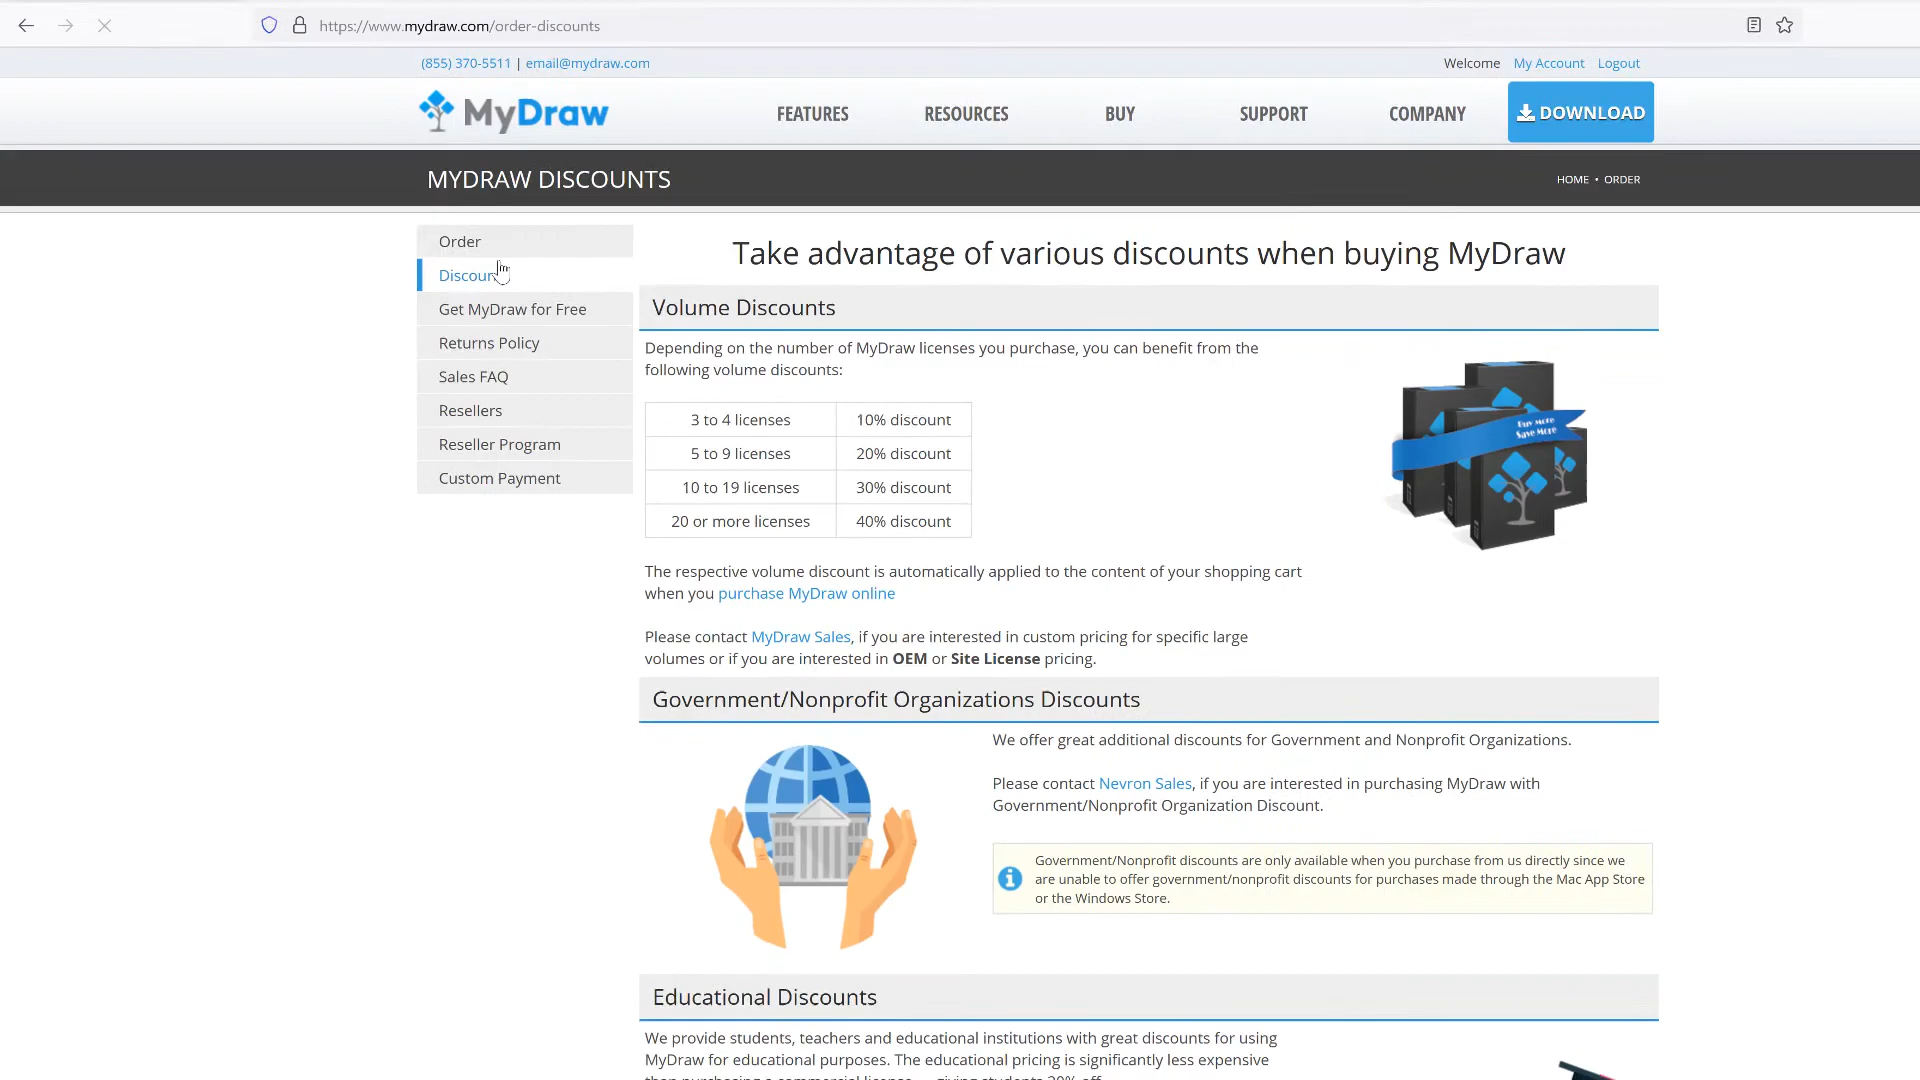 https://www.mydraw.com/order-discounts
(855) 370-5511 | email@mydraw.com
Welcome My Account Logout
MyDraw
FEATURES RESOURCES BUY SUPPORT COMPANY DOWNLOAD
MYDRAW DISCOUNTS
HOME • ORDER
Order
Discoun
Get MyDraw for Free
Returns Policy
Sales FAQ
Resellers
Reseller Program
Custom Payment
Take advantage of various discounts when buying MyDraw
Volume Discounts
Depending on the number of MyDraw licenses you purchase, you can benefit from the
following volume discounts:
3 to 4 licenses 10% discount
5 to 9 licenses 20% discount
10 to 19 licenses 30% discount
20 or more licenses 40% discount
Buy More
Save More
The respective volume discount is automatically applied to the content of your shopping cart
when you purchase MyDraw online
Please contact MyDraw Sales, if you are interested in custom pricing for specific large
volumes or if you are interested in OEM or Site License pricing.
Government/Nonprofit Organizations Discounts
We offer great additional discounts for Government and Nonprofit Organizations.
Please contact Nevron Sales, if you are interested in purchasing MyDraw with
Government/Nonprofit Organization Discount.
Government/Nonprofit discounts are only available when you purchase from us directly since we
are unable to offer government/nonprofit discounts for purchases made through the Mac App Store
or the Windows Store.
Educational Discounts
We provide students, teachers and educational institutions with great discounts for using
MyDraw for educational purposes. The educational pricing is significantly less expensive